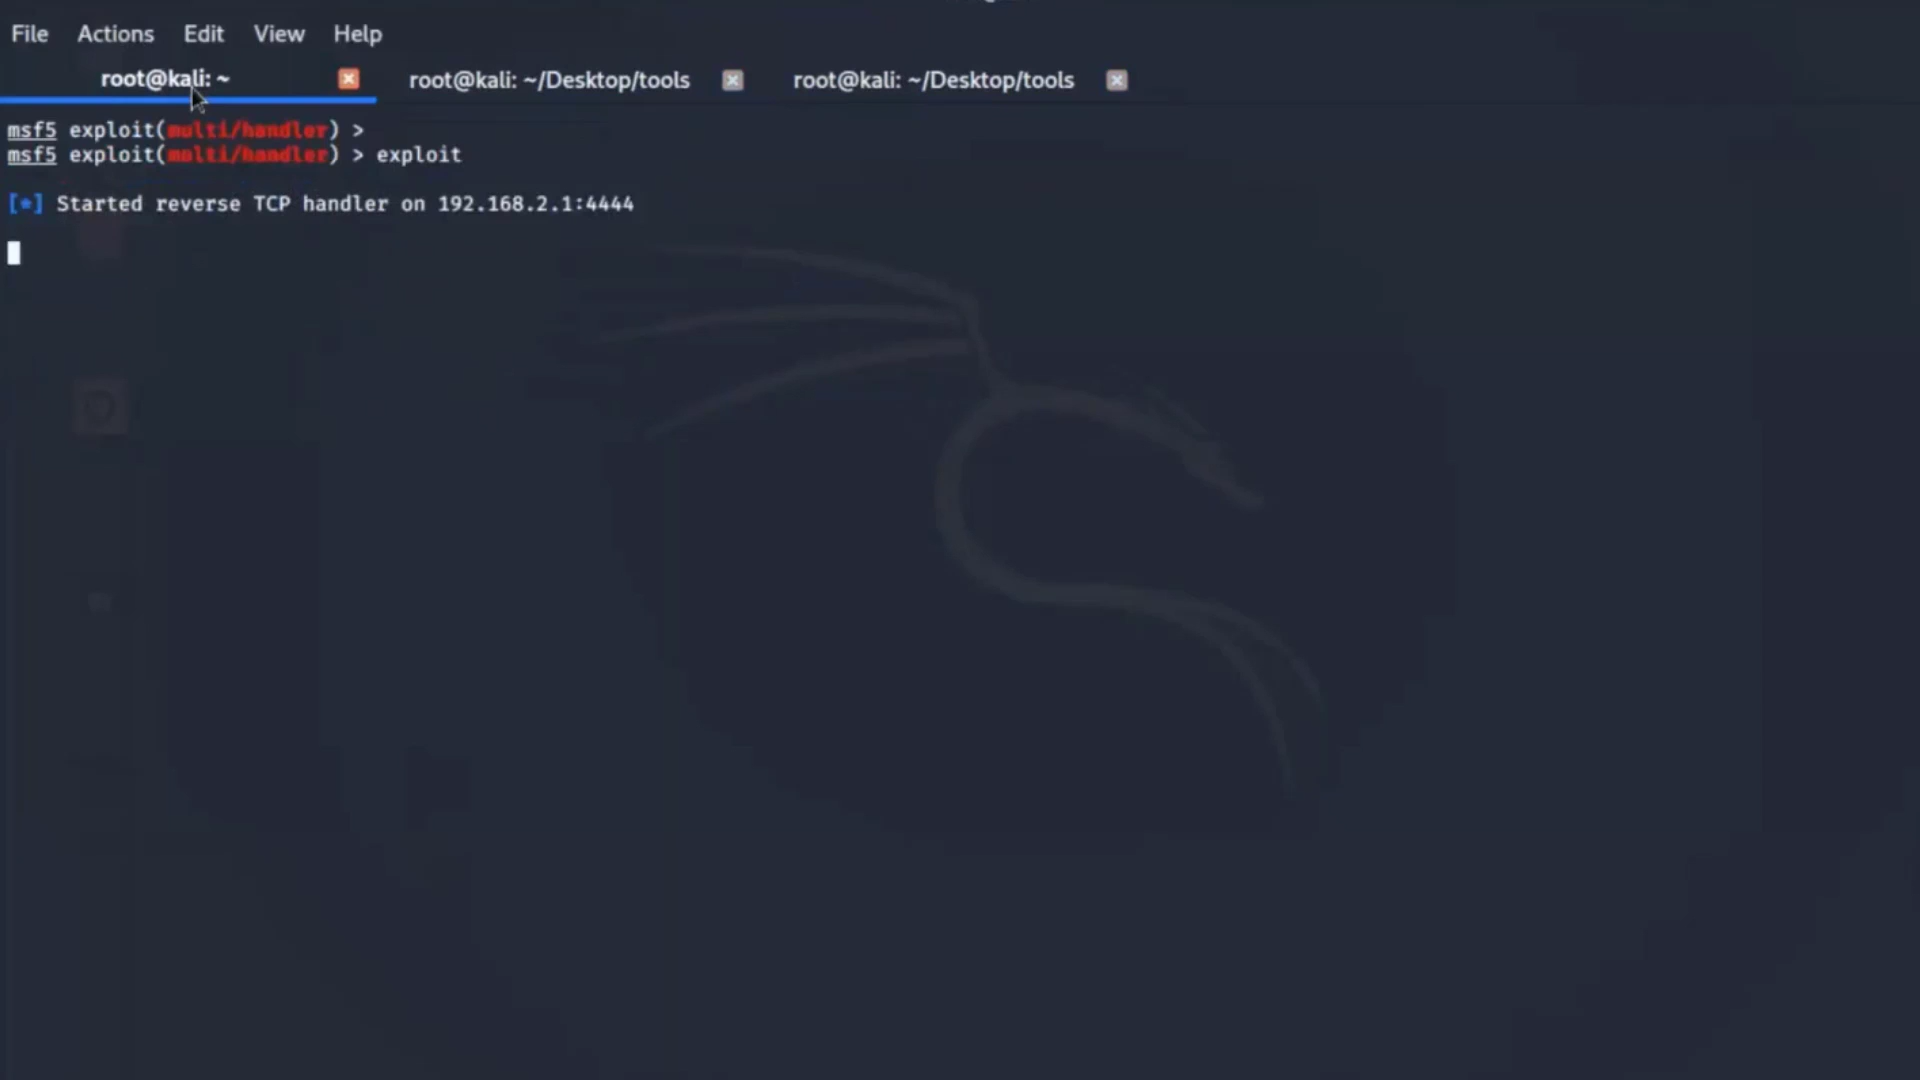 File Actions Edit View Help
root@kali: ~ root@kali: ~/Desktop/tools root@kali: ~/Desktop/tools
msf5 exploit(multi/handler) >
msf5 exploit(multi/handler) > exploit
[*] Started reverse TCP handler on 192.168.2.1:4444